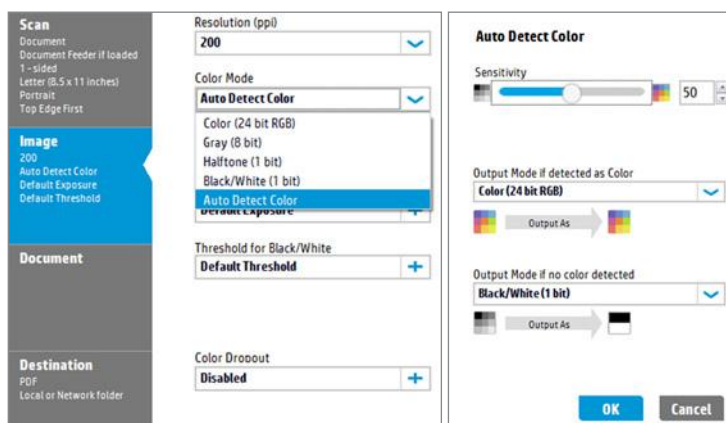 Scan
Document
Document Feeder if loaded
1 - sided
Letter (8.5 x 11 inches)
Portrait
Top Edge First
Image
200
Auto Detect Color
Default Exposure
Default Threshold
Document
Destination
PDF
Local or Network folder
Resolution (ppi)
200
Color Mode
Auto Detect Color
Color (24 bit RGB)
Gray (8 bit)
Halftone (1 bit)
Black/White (1 bit)
Auto Detect Color
Default Exposure
Threshold for Black/White
Default Threshold
Color Dropout
Disabled
Auto Detect Color
Sensitivity
50
Output Mode if detected as Color
Color (24 bit RGB)
Output As
Output Mode if no color detected
Black/White (1 bit)
Output As
OK
Cancel